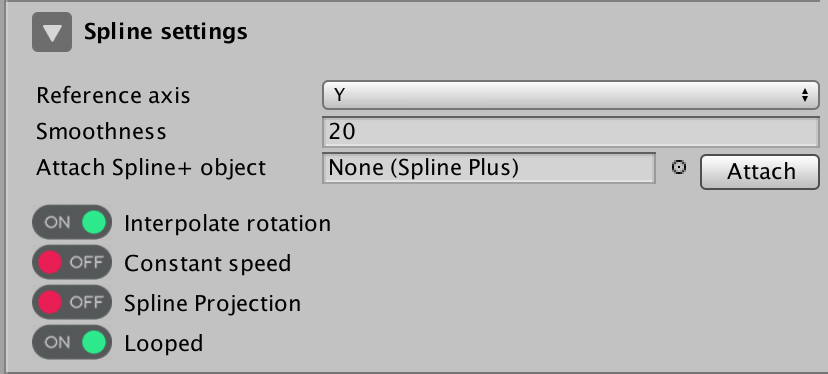 Spline settings
Reference axis Y
Smoothness 20
Attach Spline+ object None (Spline Plus) Attach
ON Interpolate rotation
OFF Constant speed
OFF Spline Projection
ON Looped